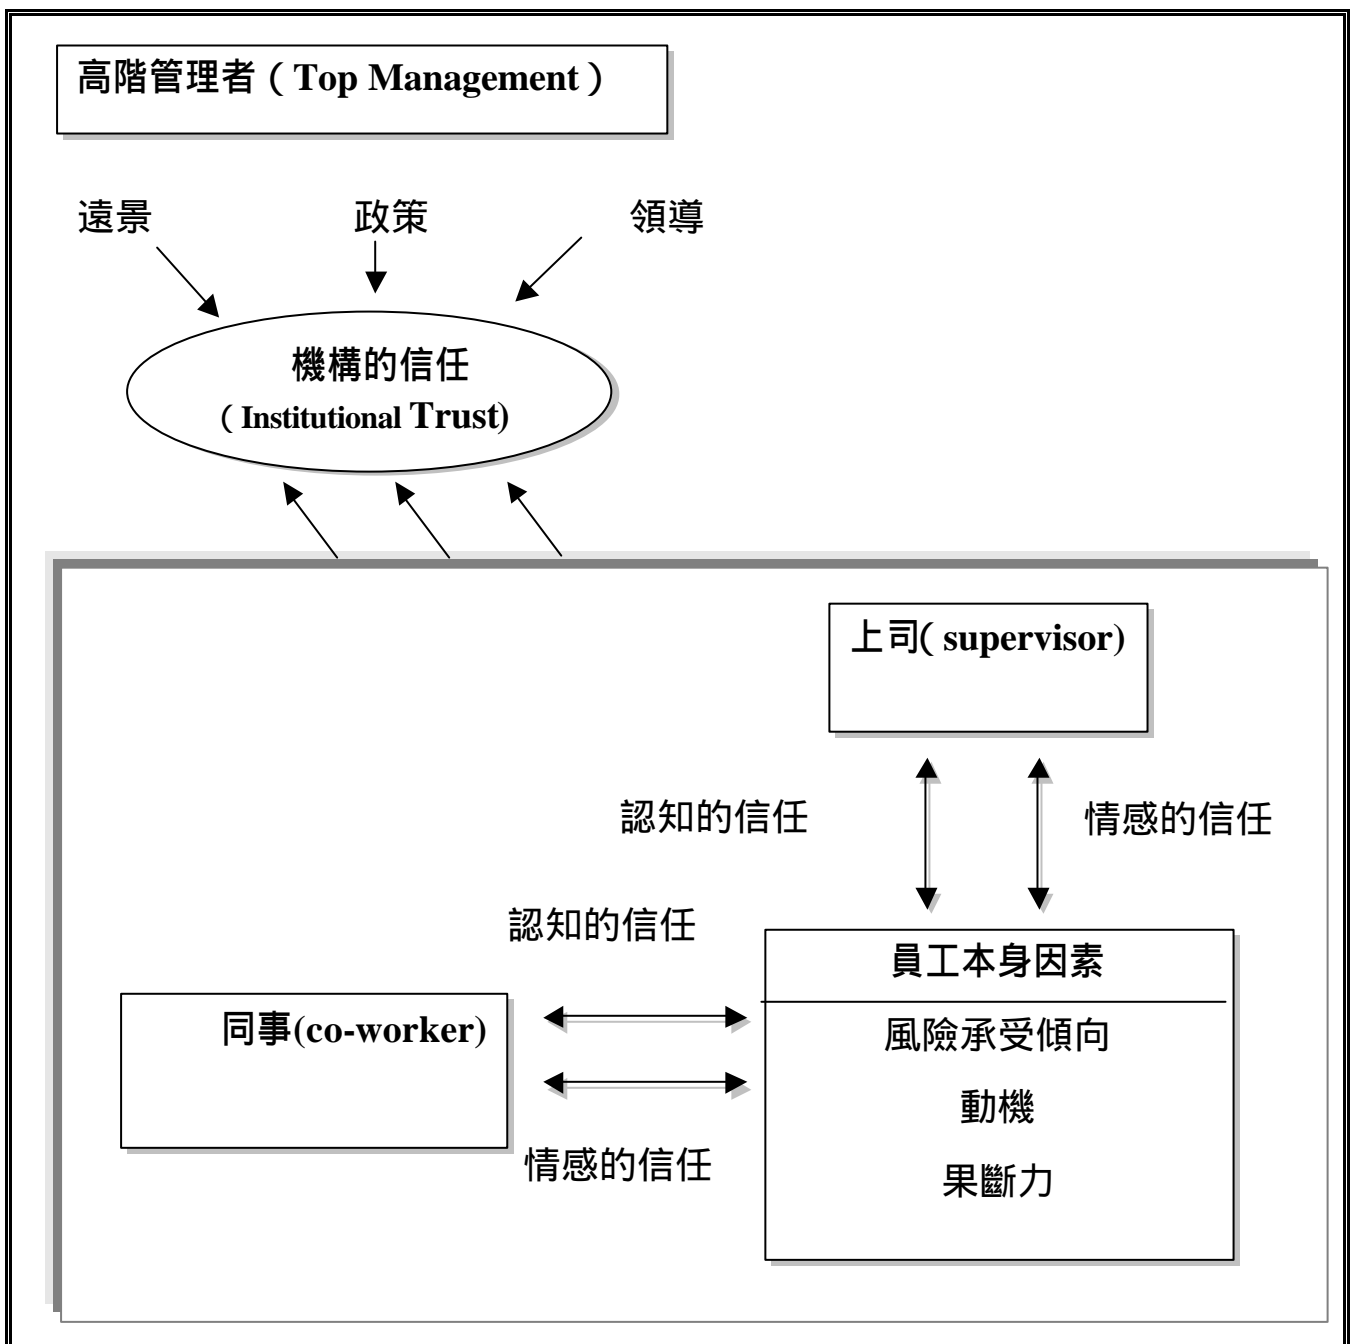 高階管理者（Top Management）
遠景 政策 領導
機構的信任
（Institutional Trust)
上司( supervisor)
認知的信任 情感的信任
認知的信任
員工本身因素
同事(co-worker)
風險承受傾向
動機
情感的信任
果斷力